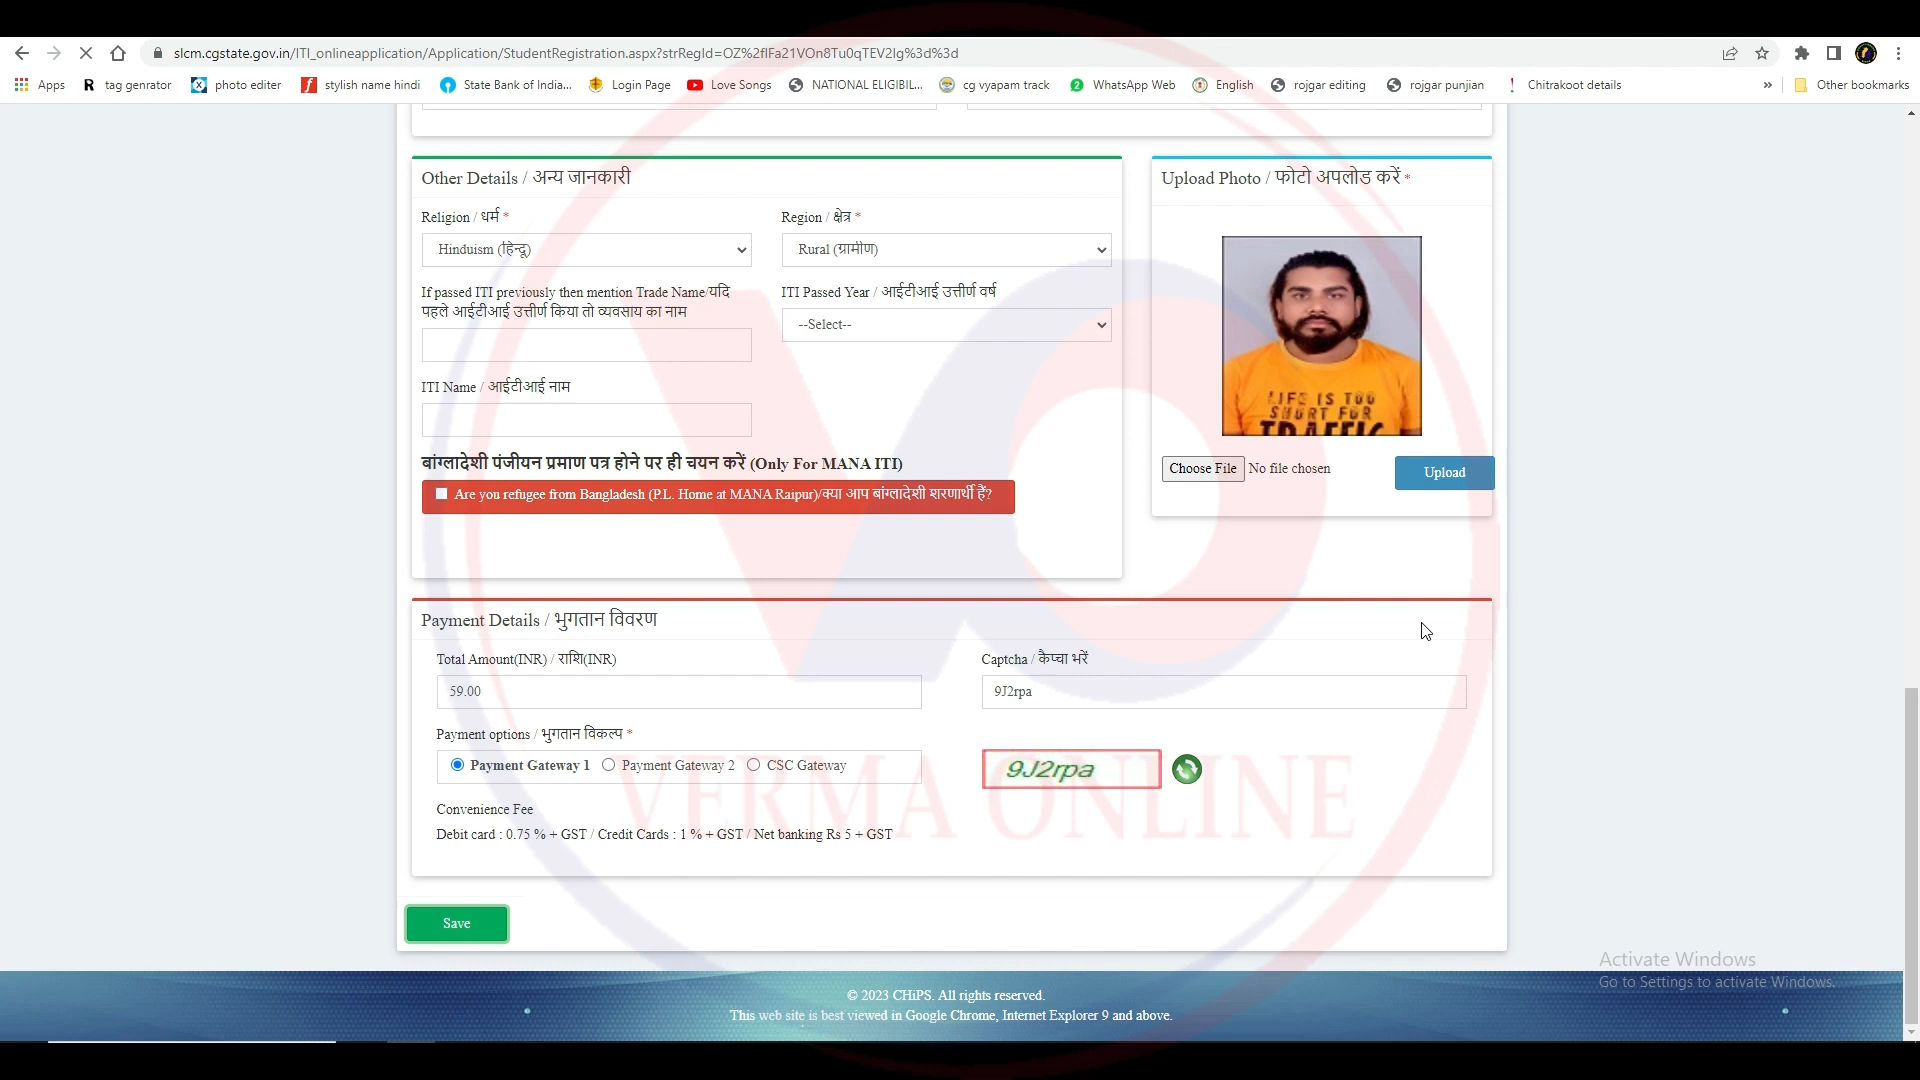 slcm.cgstate.gov.in/ITI_onlineapplication/Application/StudentRegistration.aspx?strRegId=OZ%2fIFa21VOn8Tu0qTEV2Ig%3d%3d
Apps tag genrator photo editer stylish name hindi State Bank of India... Login Page Love Songs NATIONAL ELIGIBIL... cg vyapam track WhatsApp Web English rojgar editing rojgar punjian Chitrakoot details » Other bookmarks
Other Details / अन्य जानकारी
Upload Photo / फोटो अपलोड करें *
Religion / धर्म *
Region / क्षेत्र *
Hinduism (हिन्दू)
Rural (ग्रामीण)
If passed ITI previously then mention Trade Name/यदि
पहले आईटीआई उत्तीर्ण किया तो व्यवसाय का नाम
ITI Passed Year / आईटीआई उत्तीर्ण वर्ष
--Select--
ITI Name / आईटीआई नाम
LIFE IS TOO
SHORT FOR
TRAFFIC
बांग्लादेशी पंजीयन प्रमाण पत्र होने पर ही चयन करें (Only For MANA ITI)
Are you refugee from Bangladesh (P.L. Home at MANA Raipur)/क्या आप बांग्लादेशी शरणार्थी हैं?
Choose File No file chosen
Upload
Payment Details / भुगतान विवरण
Total Amount(INR) / राशि(INR)
Captcha / कैप्चा भरें
59.00
9J2rpa
Payment options / भुगतान विकल्प *
Payment Gateway 1 Payment Gateway 2 CSC Gateway
9J2rpa
VERMA ONLINE
Convenience Fee
Debit card : 0.75 % + GST / Credit Cards : 1 % + GST / Net banking Rs 5 + GST
Save
Activate Windows
Go to Settings to activate Windows.
© 2023 CHiPS. All rights reserved.
This web site is best viewed in Google Chrome, Internet Explorer 9 and above.